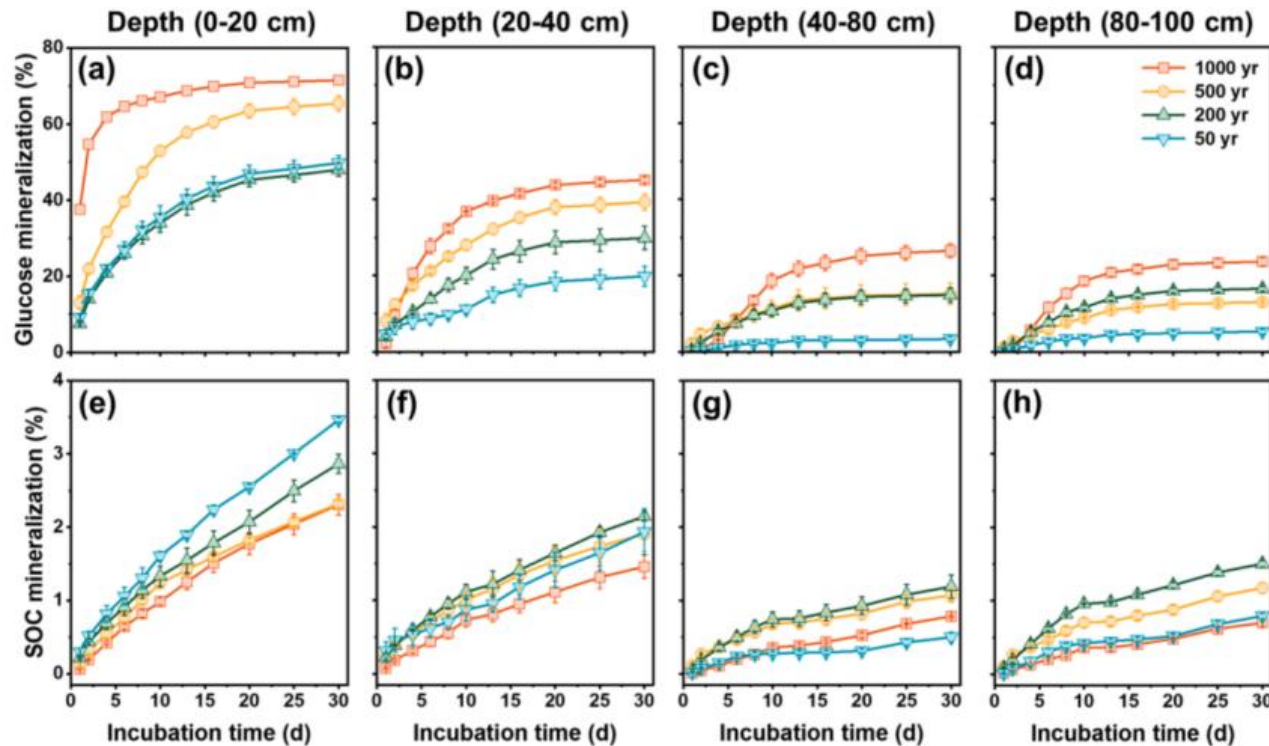 Depth (0-20 cm) Depth (20-40 cm) Depth (40-80 cm) Depth (80-100 cm)
Glucose mineralization (%)
80
60
40
20
0
(a) (b) (c) (d)
1000 yr
500 yr
200 yr
50 yr
SOC mineralization (%)
4
3
2
1
0
(e) (f) (g) (h)
0 5 10 15 20 25 30 0 5 10 15 20 25 30 0 5 10 15 20 25 30 0 5 10 15 20 25 30
Incubation time (d) Incubation time (d) Incubation time (d) Incubation time (d)